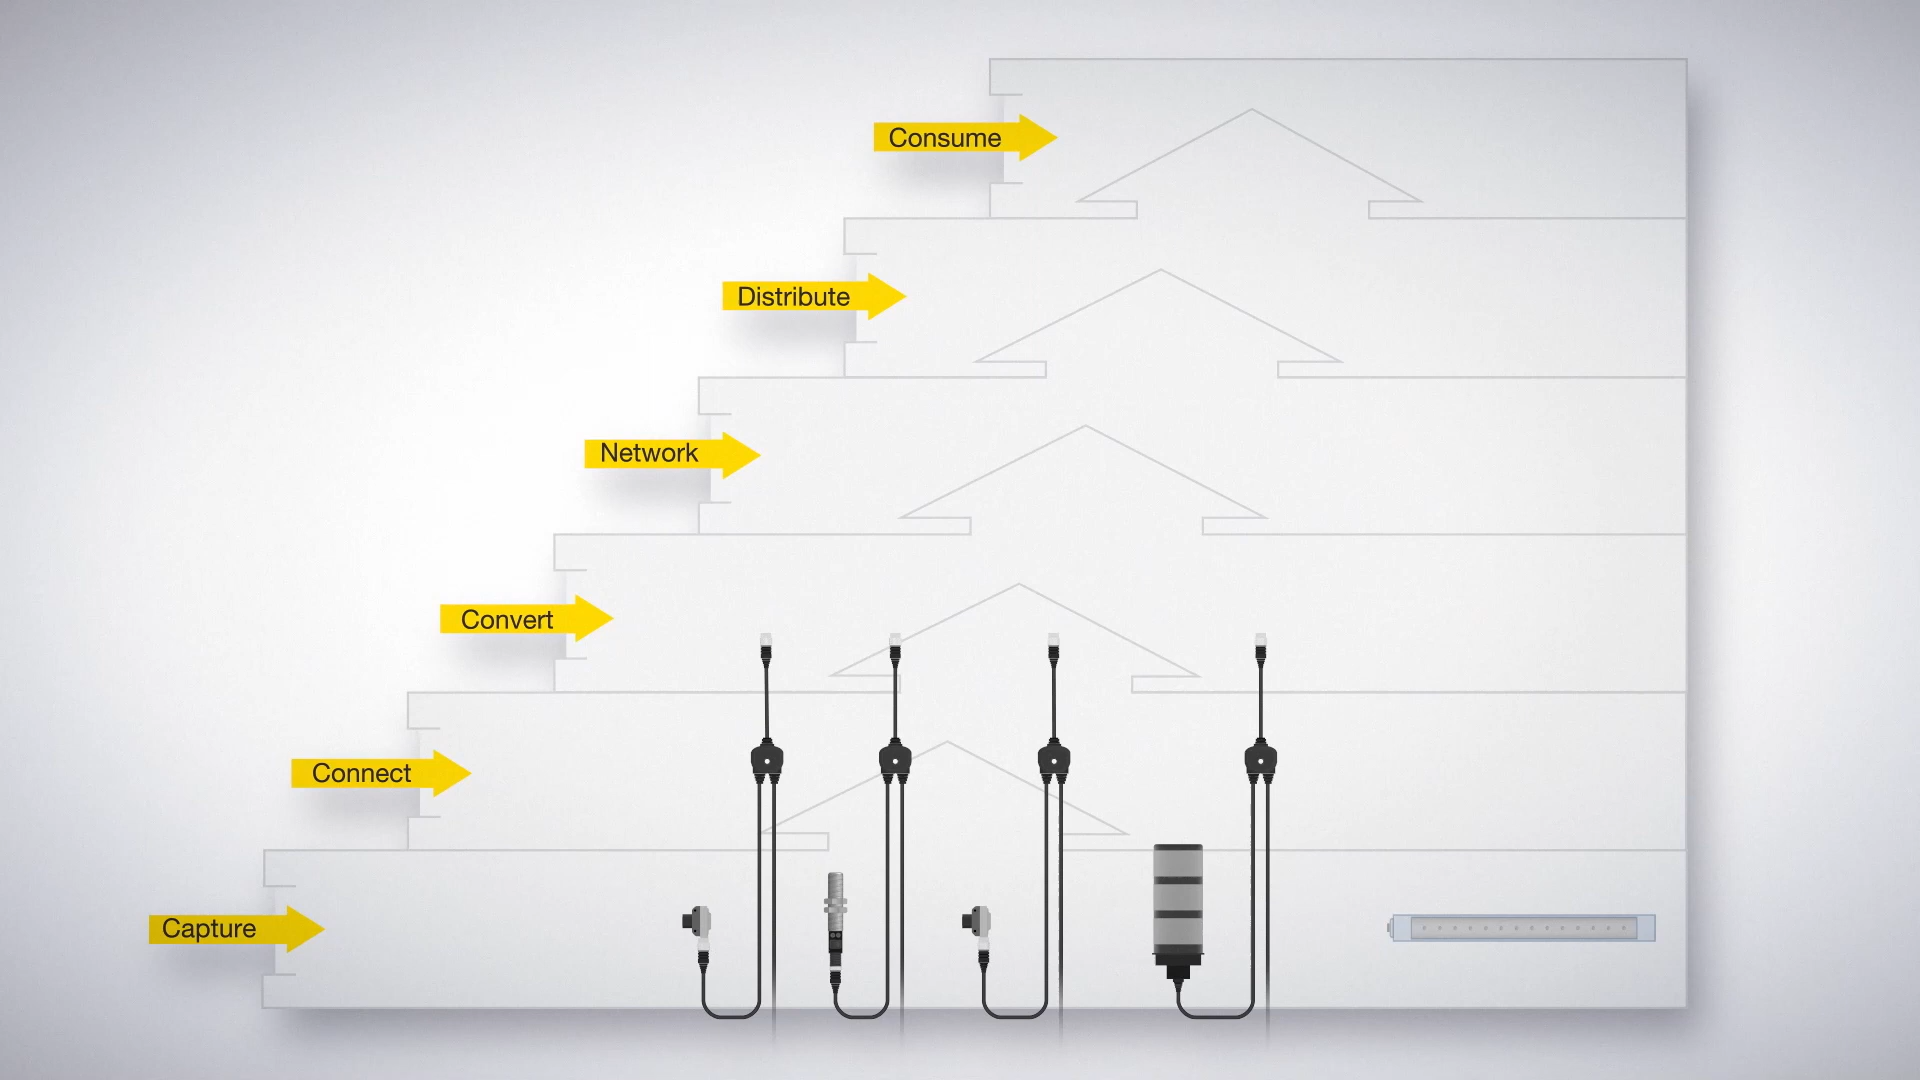 Consume
Distribute
Network
Convert
Connect
Capture